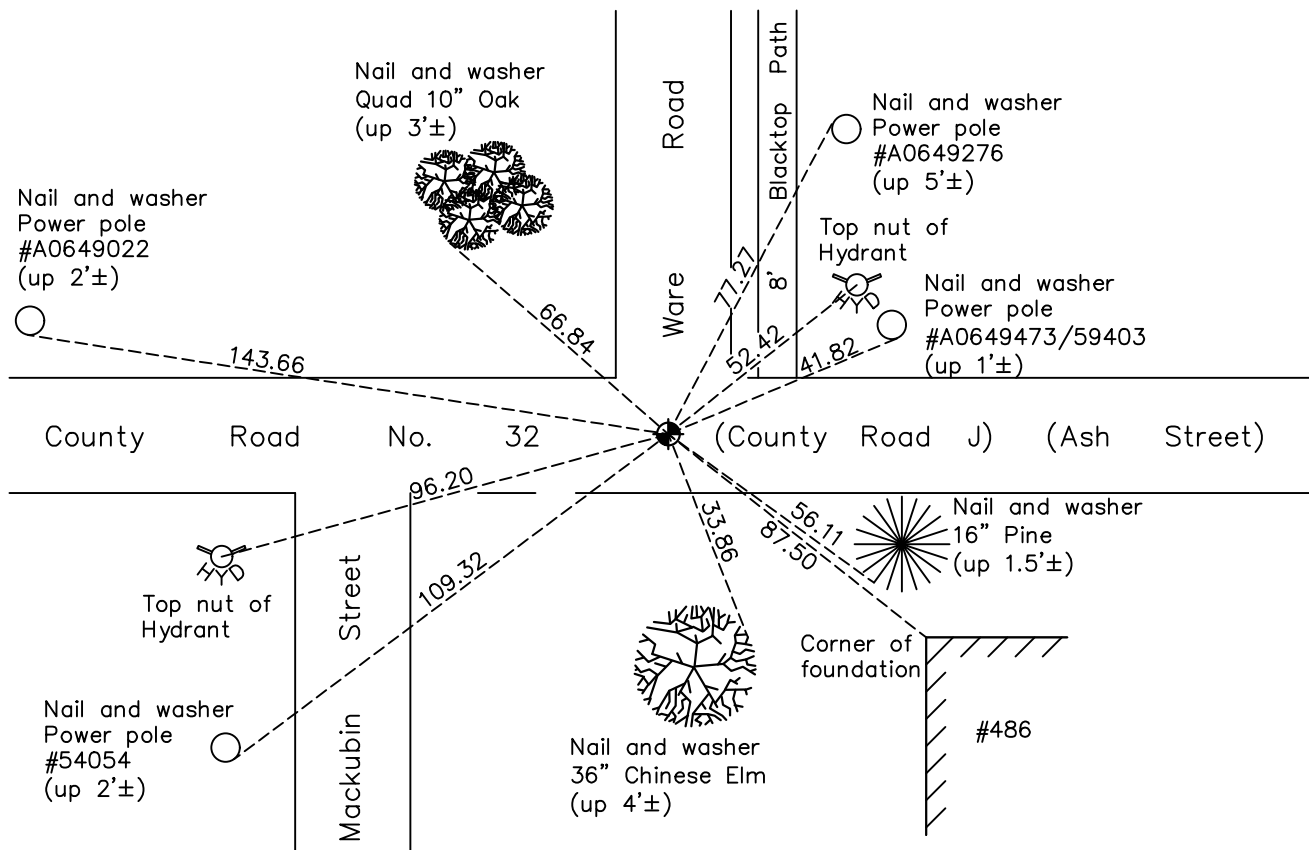 Nail and washer
Quad 10” Oak
(up 3’±)
Road
Ware
Blacktop Path
8’
Nail and washer
Power pole
#A0649276
(up 5’±)
Nail and washer
Power pole
#A0649022
(up 2’±)
Top nut of
Hydrant
HYD
Nail and washer
Power pole
#A0649473/59403
(up 1’±)
77.27
66.84
52.42
41.82
143.66
County Road No. 32 (County Road J) (Ash Street)
96.20
33.86
56.11
87.50
109.32
Nail and washer
16” Pine
(up 1.5’±)
HYD
Top nut of
Hydrant
Street
Mackubin
Corner of
foundation
#486
Nail and washer
Power pole
#54054
(up 2’±)
Nail and washer
36” Chinese Elm
(up 4’±)